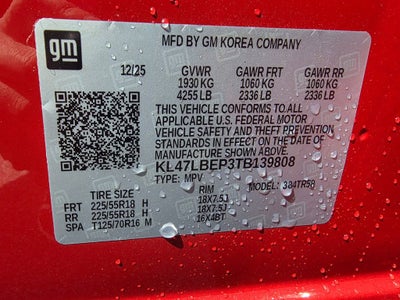 gm
MFD BY GM KOREA COMPANY
12/25 GVWR GAWR FRT GAWR RR
1930 KG 1060 KG 1060 KG
4255 LB 2336 LB 2336 LB
THIS VEHICLE CONFORMS TO ALL
APPLICABLE U.S. FEDERAL MOTOR
VEHICLE SAFETY AND THEFT PREVENTION
STANDARDS IN EFFECT ON THE DATE OF
MANUFACTURE SHOWN ABOVE.
KL47LBEP3TB139808
TYPE: MPV MODEL:
TIRE SIZE RIM
FRT 225/55R18 H 18X7.5J
RR 225/55R18 H 18X7.5J
SPA T125/70R16 M 16X4BT